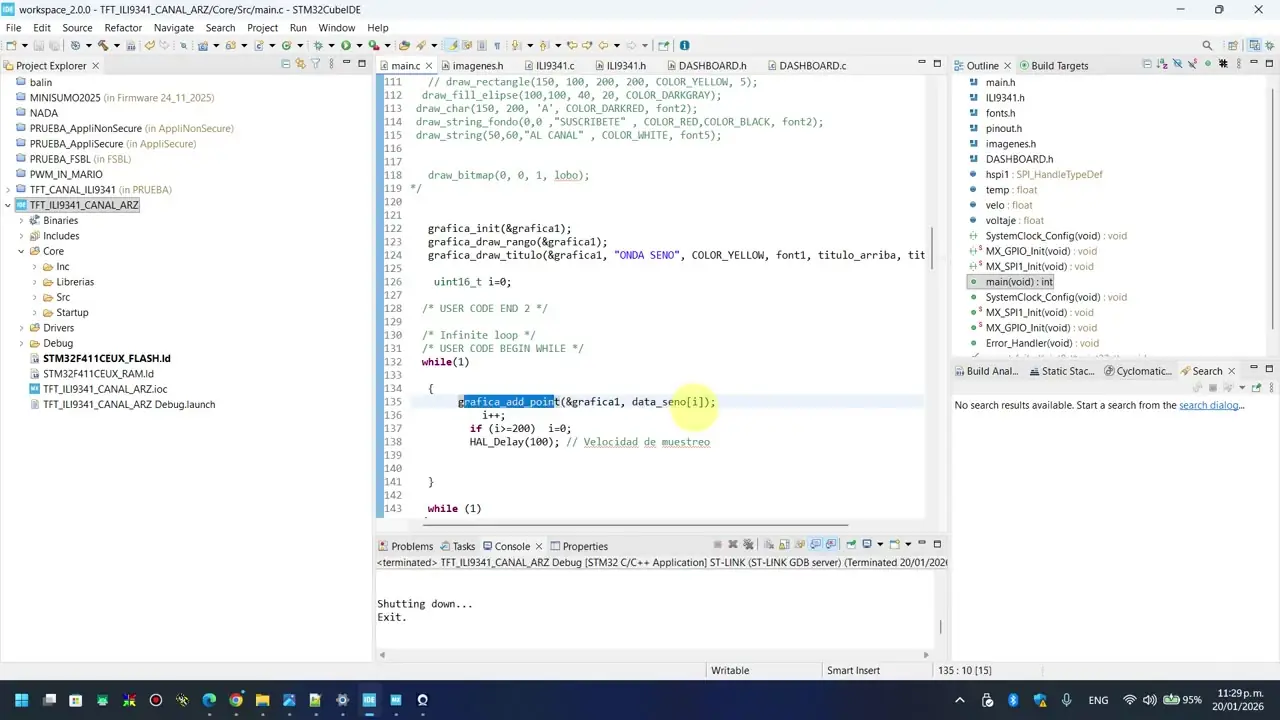 workspace_2.0.0 - TFT_ILI9341_CANAL_ARZ/Core/Src/main.c - STM32CubeIDE
File Edit Source Refactor Navigate Search Project Run Window Help
Project Explorer
balin
MINISUMO2025 (in Firmware 24_11_2025)
NADA
PRUEBA_AppliNonSecure (in AppliNonSecure)
PRUEBA_AppliSecure (in AppliSecure)
PRUEBA_FSBL (in FSBL)
PWM_IN_MARIO
TFT_CANAL_ILI9341 (in PRUEBA)
TFT_ILI9341_CANAL_ARZ
Binaries
Includes
Core
Inc
Librerias
Src
Startup
Drivers
Debug
STM32F411CEUX_FLASH.ld
STM32F411CEUX_RAM.ld
TFT_ILI9341_CANAL_ARZ.ioc
TFT_ILI9341_CANAL_ARZ Debug.launch
main.c imagenes.h ILI9341.c ILI9341.h DASHBOARD.h DASHBOARD.c
111 // draw_rectangle(150, 100, 200, 200, COLOR_YELLOW, 5);
112 draw_fill_elipse(100,100, 40, 20, COLOR_DARKGRAY);
113 draw_char(150, 200, 'A', COLOR_DARKRED, font2);
114 draw_string_fondo(0,0 ,"SUSCRIBETE" , COLOR_RED,COLOR_BLACK, font2);
115 draw_string(50,60,"AL CANAL" , COLOR_WHITE, font5);
116
117
118 draw_bitmap(0, 0, 1, lobo);
119 */
120
121
122 grafica_init(&grafica1);
123 grafica_draw_rango(&grafica1);
124 grafica_draw_titulo(&grafica1, "ONDA SENO", COLOR_YELLOW, font1, titulo_arriba, tit
125
126 uint16_t i=0;
127
128 /* USER CODE END 2 */
129
130 /* Infinite loop */
131 /* USER CODE BEGIN WHILE */
132 while(1)
133
134 {
135 grafica_add_point(&grafica1, data_seno[i]);
136 i++;
137 if (i>=200) i=0;
138 HAL_Delay(100); // Velocidad de muestreo
139
140
141 }
142
143 while (1)
Outline Build Targets
main.h
ILI9341.h
fonts.h
pinout.h
imagenes.h
DASHBOARD.h
hspi1 : SPI_HandleTypeDef
temp : float
velo : float
voltaje : float
SystemClock_Config(void) : void
MX_GPIO_Init(void) : void
MX_SPI1_Init(void) : void
main(void) : int
SystemClock_Config(void) : void
MX_SPI1_Init(void) : void
MX_GPIO_Init(void) : void
Error_Handler(void) : void
Build Anal... Static Stac... Cyclomatic... Search
No search results available. Start a search from the search dialog...
Problems Tasks Console Properties
<terminated> TFT_ILI9341_CANAL_ARZ Debug [STM32 C/C++ Application] ST-LINK (ST-LINK GDB server) (Terminated 20/01/2026
Shutting down...
Exit.
Writable Smart Insert 135 : 10 [15]
ENG 95% 11:29 p. m.
20/01/2026